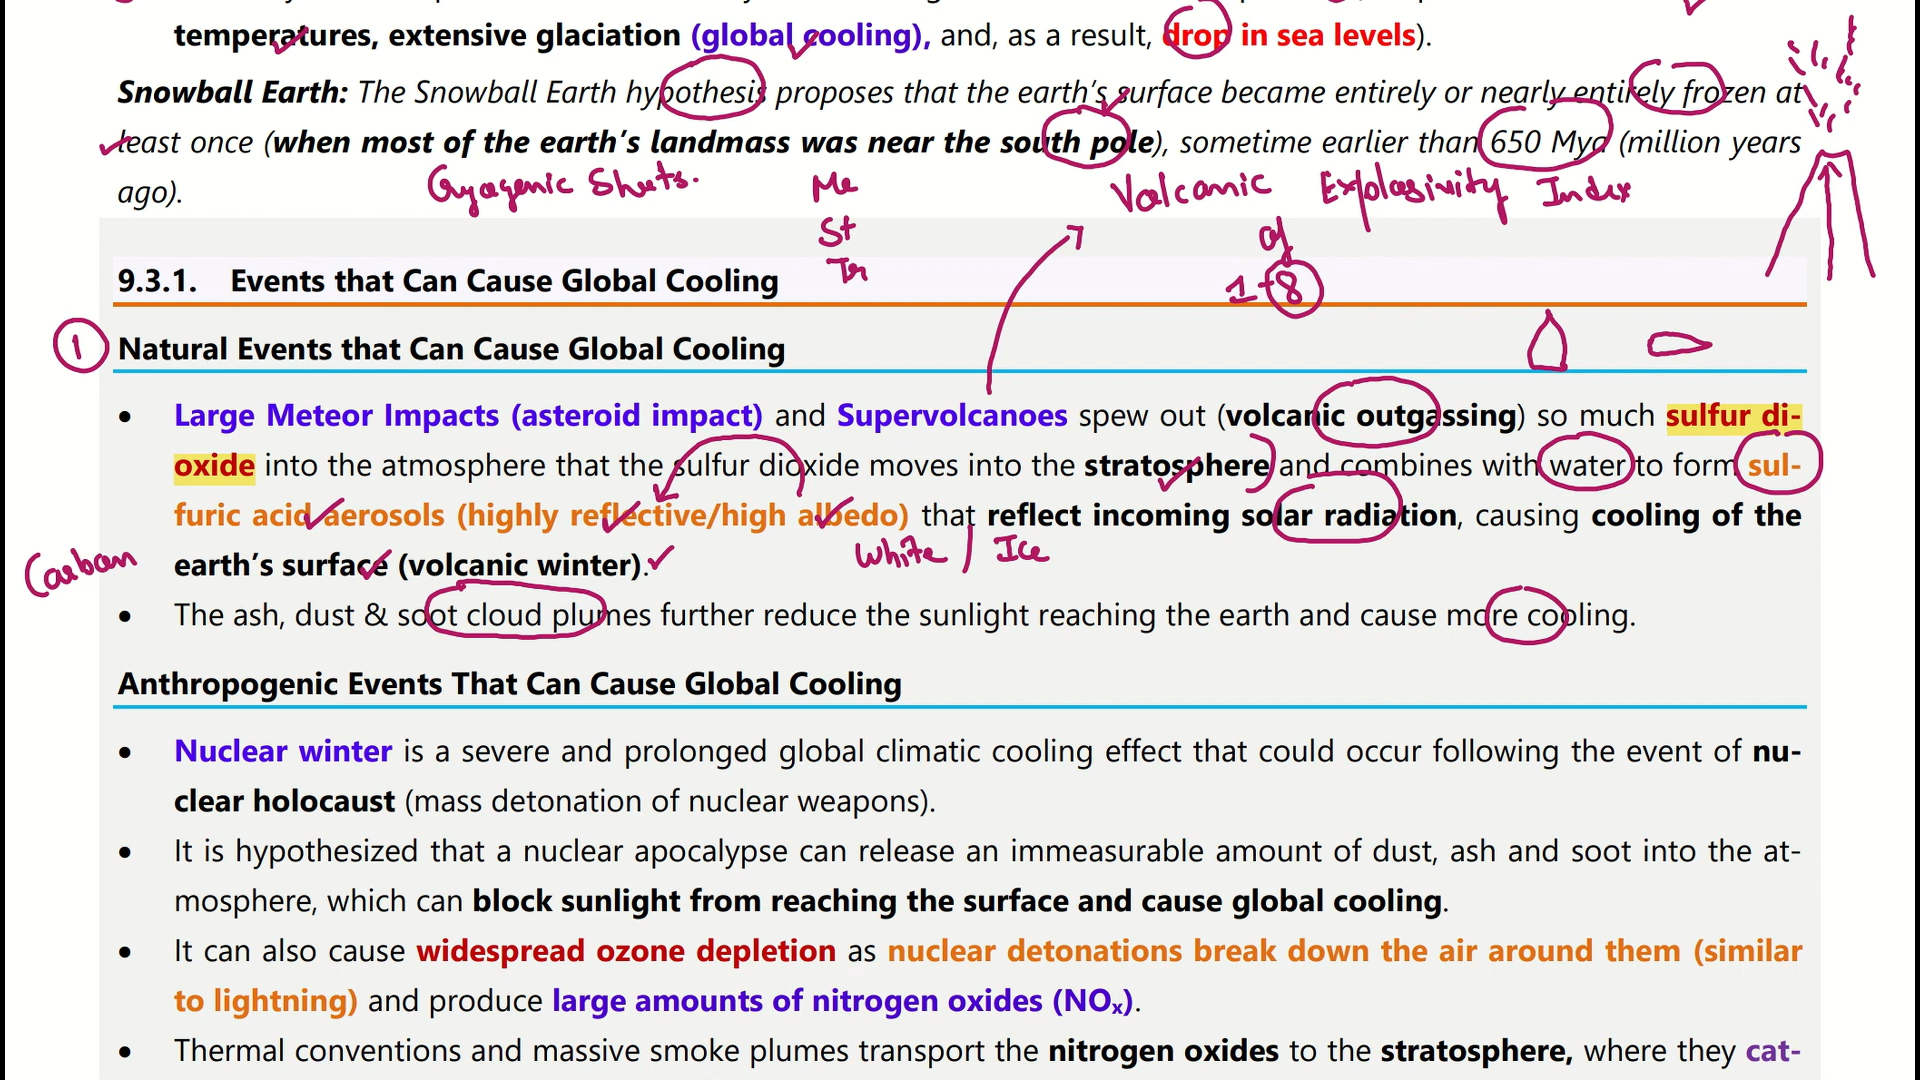 temperatures, extensive glaciation (global cooling), and, as a result, drop in sea levels).
Snowball Earth: The Snowball Earth hypothesis proposes that the earth's surface became entirely or nearly entirely frozen at
least once (when most of the earth's landmass was near the south pole), sometime earlier than 650 Mya (million years
ago).
Me
St
Volcanic Explosivity Index
of
1-8
9.3.1. Events that Can Cause Global Cooling
1
Natural Events that Can Cause Global Cooling
• Large Meteor Impacts (asteroid impact) and Supervolcanoes spew out (volcanic outgassing) so much sulfur di-
oxide into the atmosphere that the sulfur dioxide moves into the stratosphere and combines with water to form sul-
furic acid aerosols (highly reflective/high albedo) that reflect incoming solar radiation, causing cooling of the
White / Ice
Carbon
earth's surface (volcanic winter).
• The ash, dust & soot cloud plumes further reduce the sunlight reaching the earth and cause more cooling.
Anthropogenic Events That Can Cause Global Cooling
• Nuclear winter is a severe and prolonged global climatic cooling effect that could occur following the event of nu-
clear holocaust (mass detonation of nuclear weapons).
• It is hypothesized that a nuclear apocalypse can release an immeasurable amount of dust, ash and soot into the at-
mosphere, which can block sunlight from reaching the surface and cause global cooling.
• It can also cause widespread ozone depletion as nuclear detonations break down the air around them (similar
to lightning) and produce large amounts of nitrogen oxides (NOₓ).
• Thermal conventions and massive smoke plumes transport the nitrogen oxides to the stratosphere, where they cat-